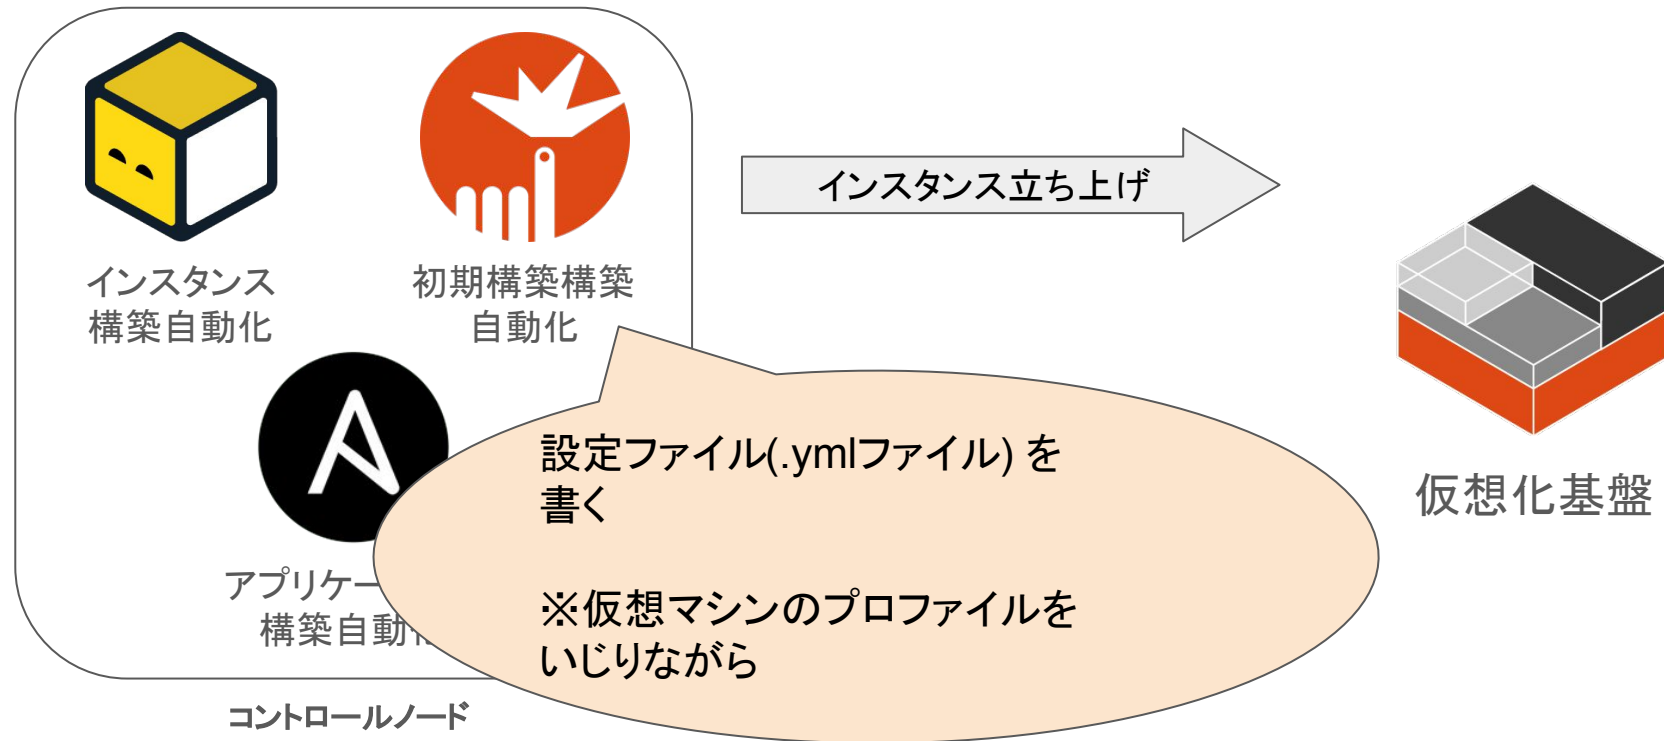 インスタンス
構築自動化
初期構築構築
自動化
インスタンス立ち上げ
設定ファイル(.ymlファイル) を
書く
※仮想マシンのプロファイルを
いじりながら
アプリケー
構築自動
コントロールノード
仮想化基盤